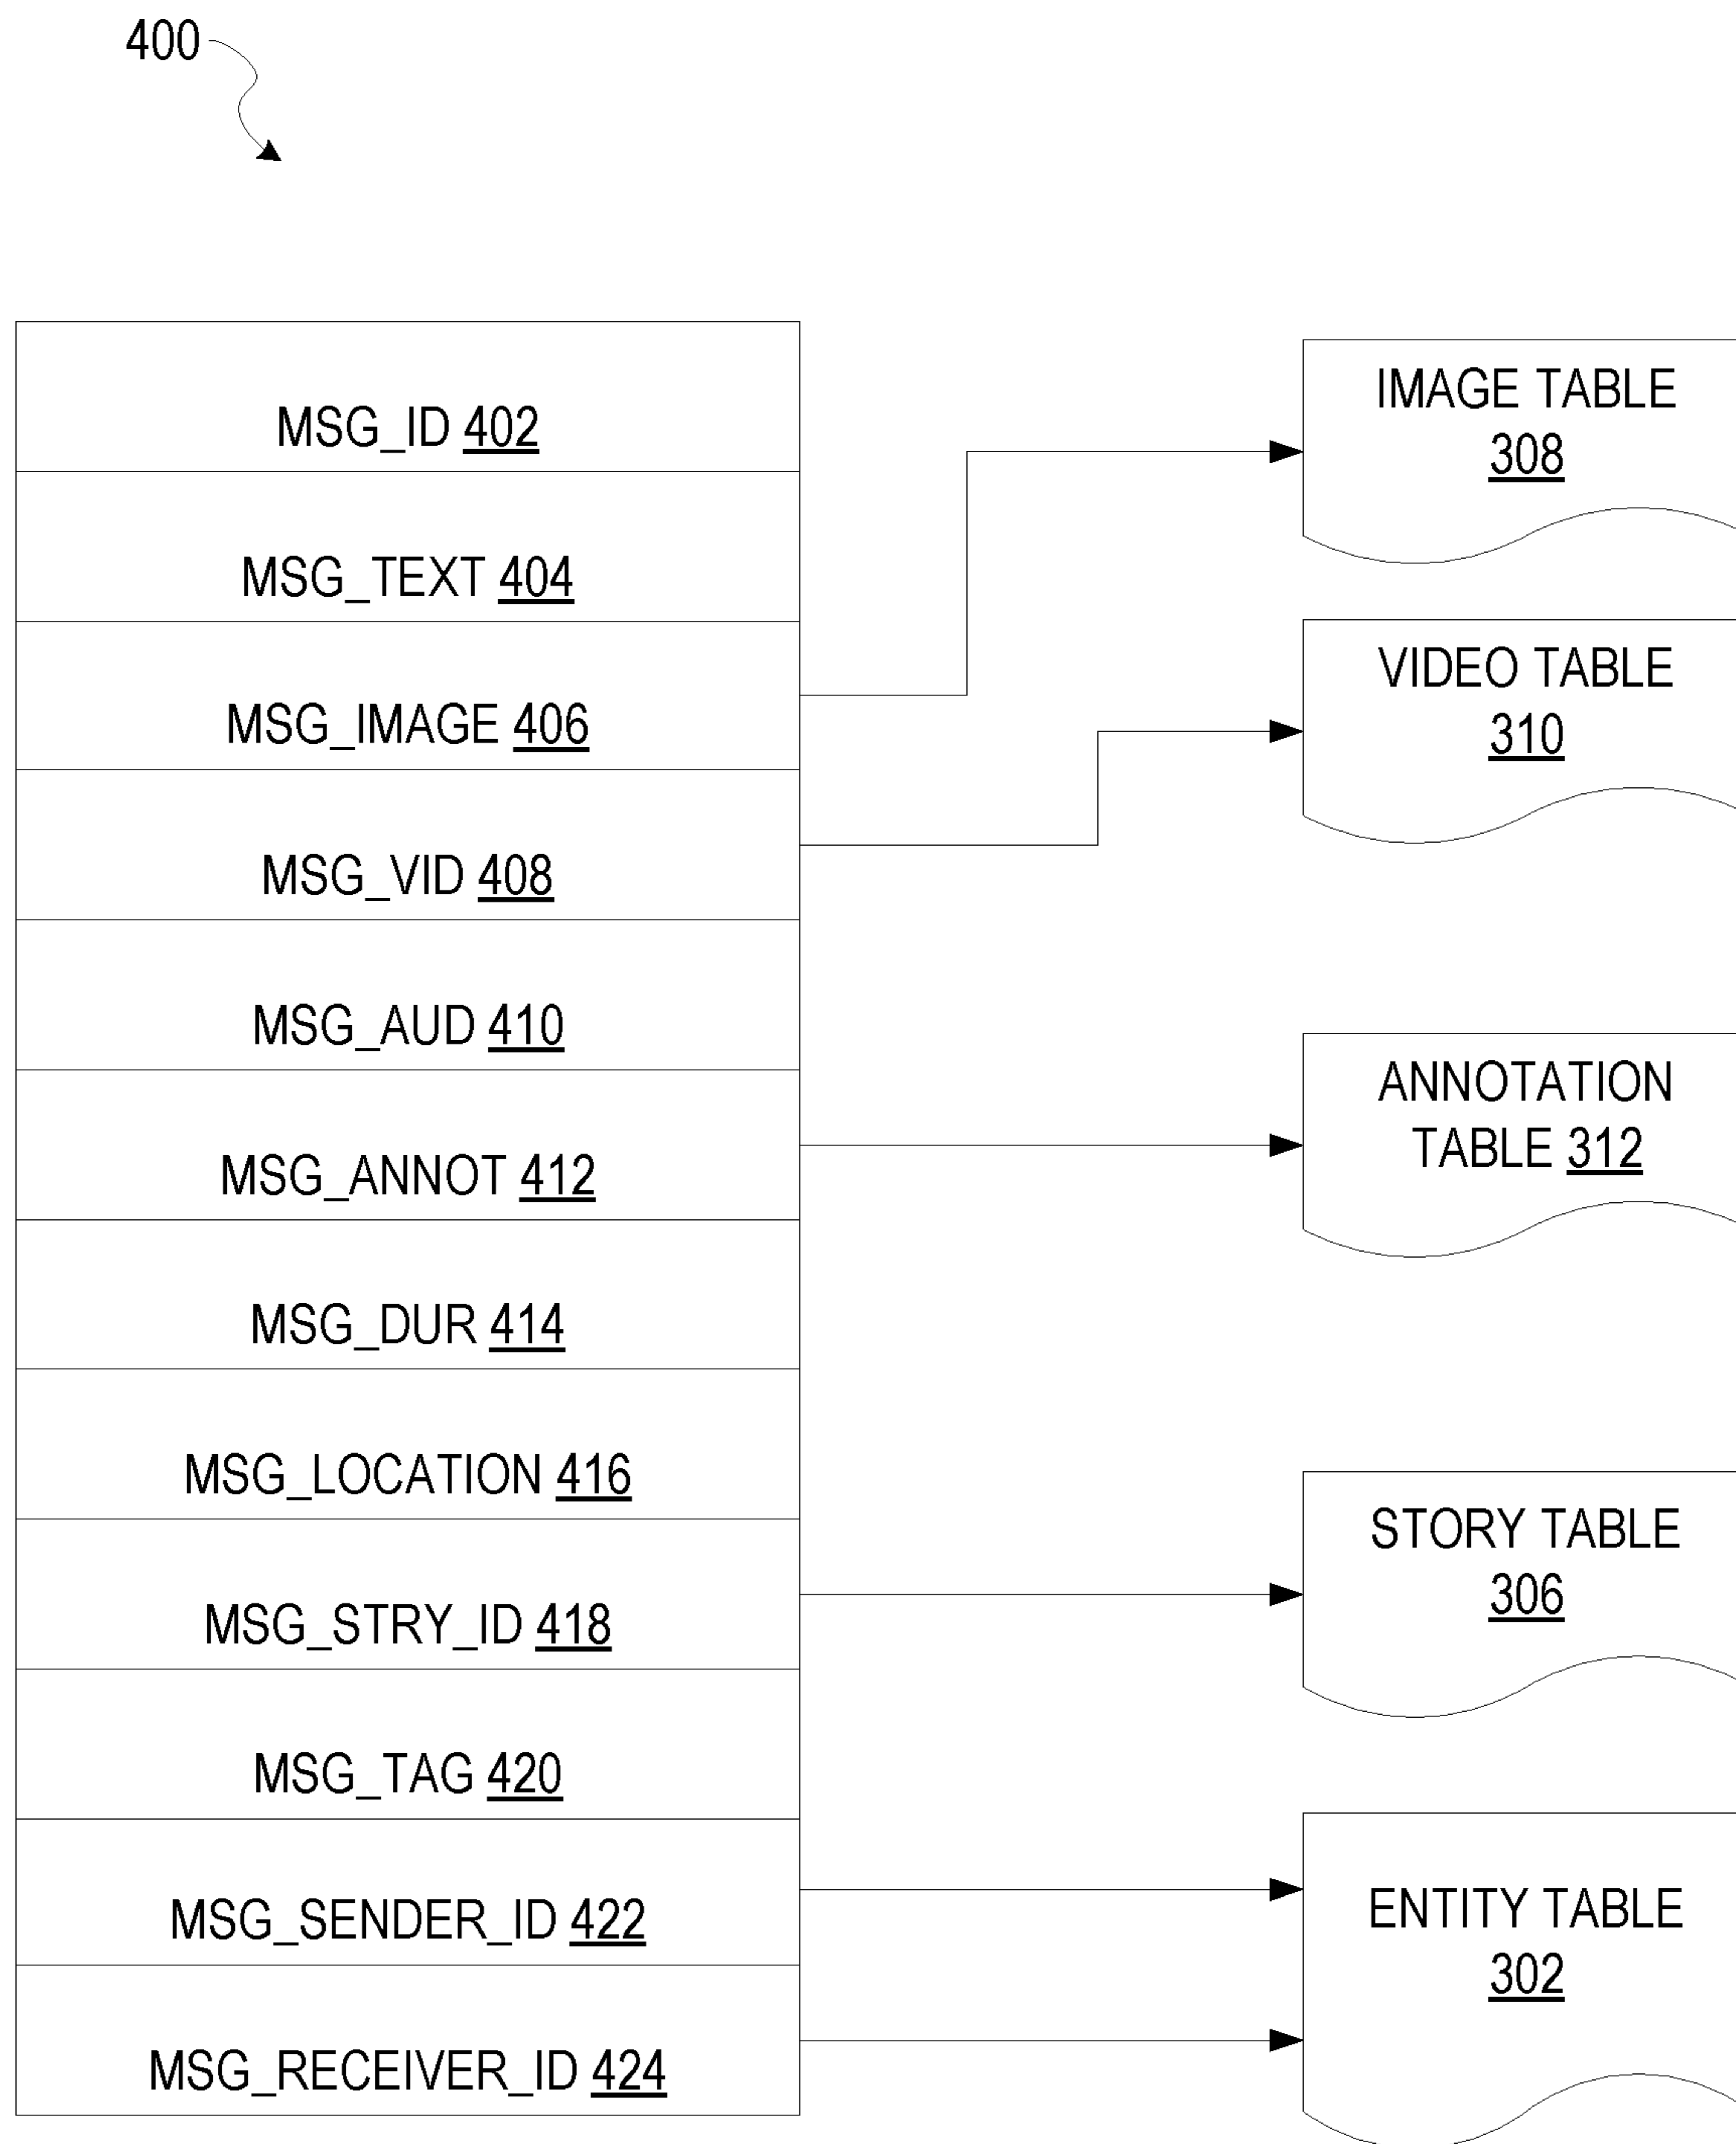 400
MSG_ID 402
MSG_TEXT 404
MSG_IMAGE 406
MSG_VID 408
MSG_AUD 410
MSG_ANNOT 412
MSG_DUR 414
MSG_LOCATION 416
MSG_STRY_ID 418
MSG_TAG 420
MSG_SENDER_ID 422
MSG_RECEIVER_ID 424
IMAGE TABLE
308
VIDEO TABLE
310
ANNOTATION
TABLE 312
STORY TABLE
306
ENTITY TABLE
302